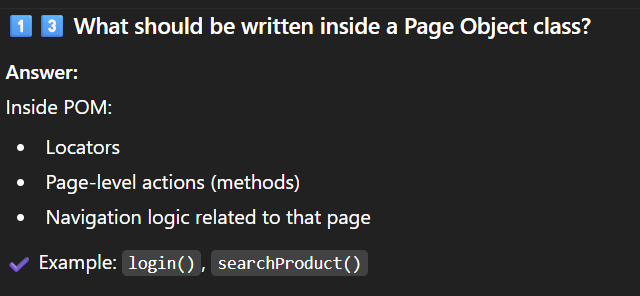 1️⃣ 3️⃣ What should be written inside a Page Object class?
Answer:
Inside POM:
• Locators
• Page-level actions (methods)
• Navigation logic related to that page
✔ Example: login(), searchProduct()